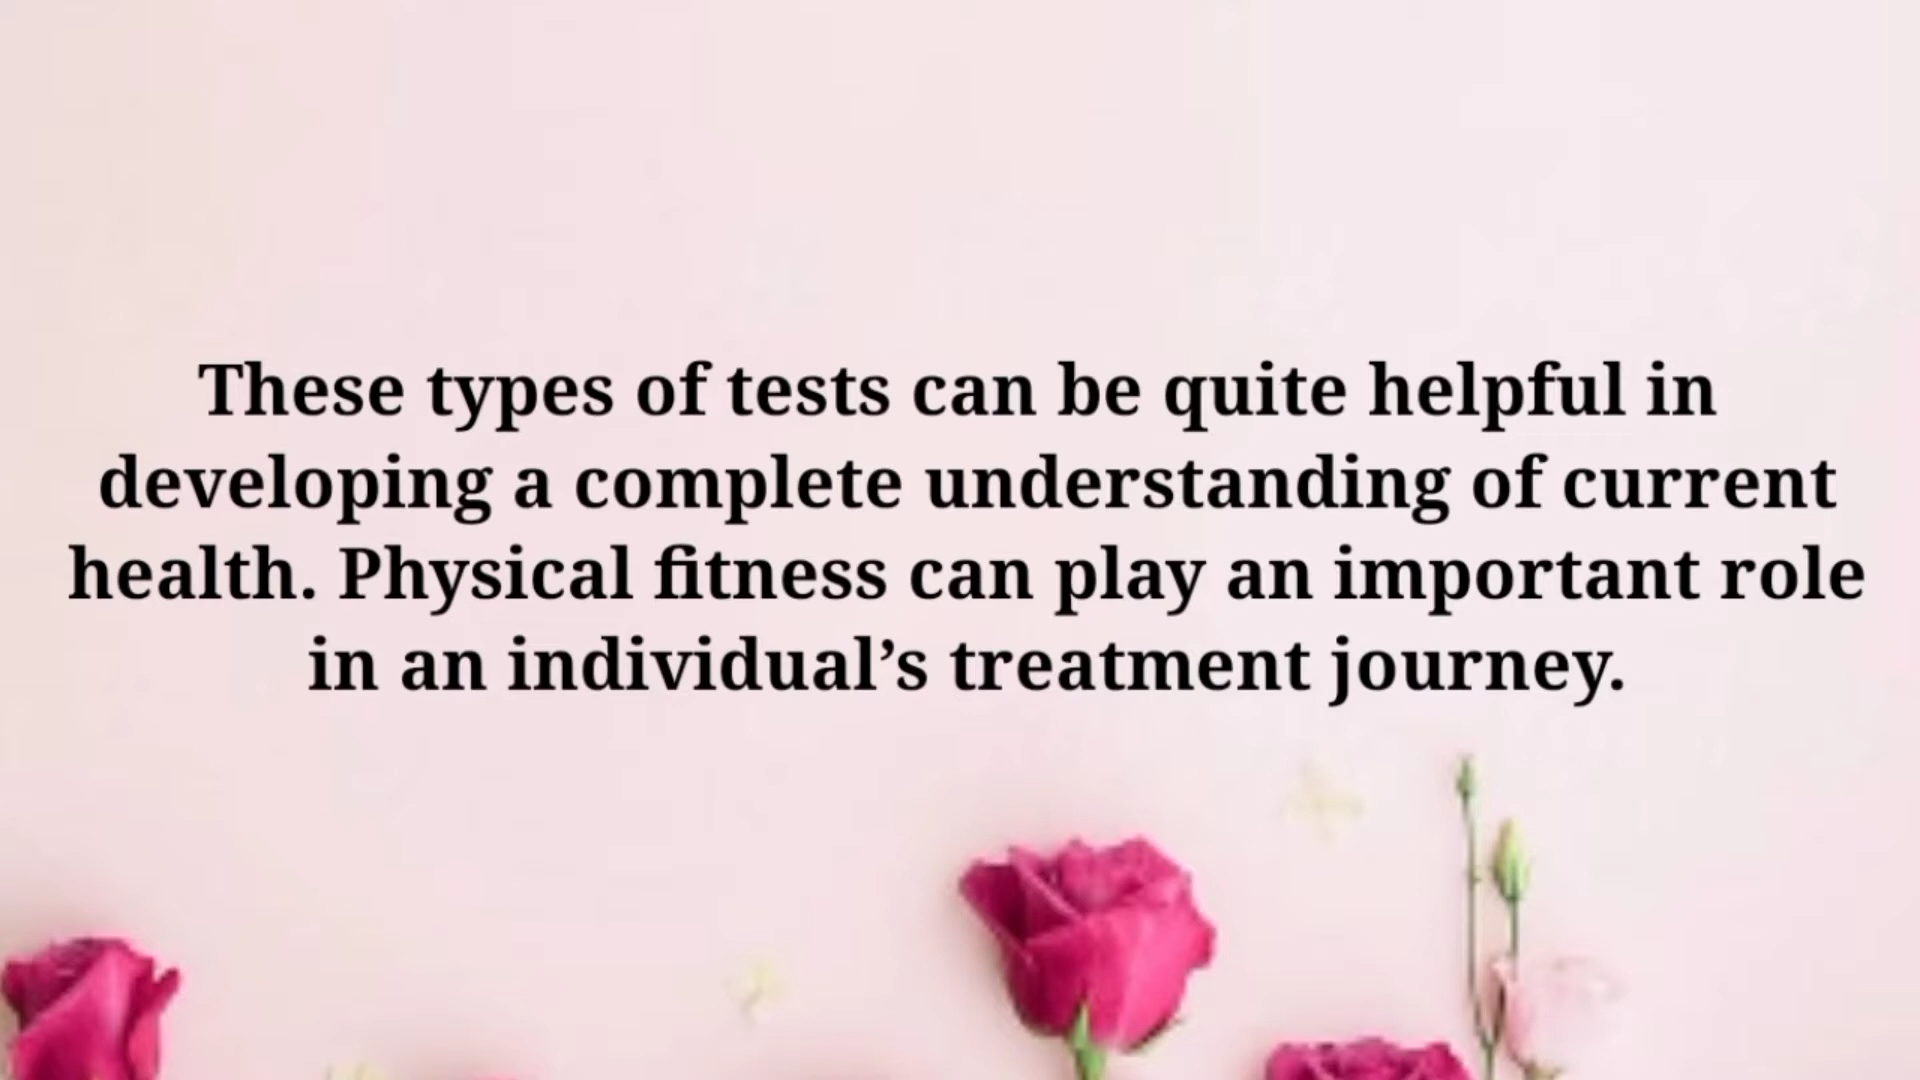 These types of tests can be quite helpful in
developing a complete understanding of current
health. Physical fitness can play an important role
in an individual’s treatment journey.